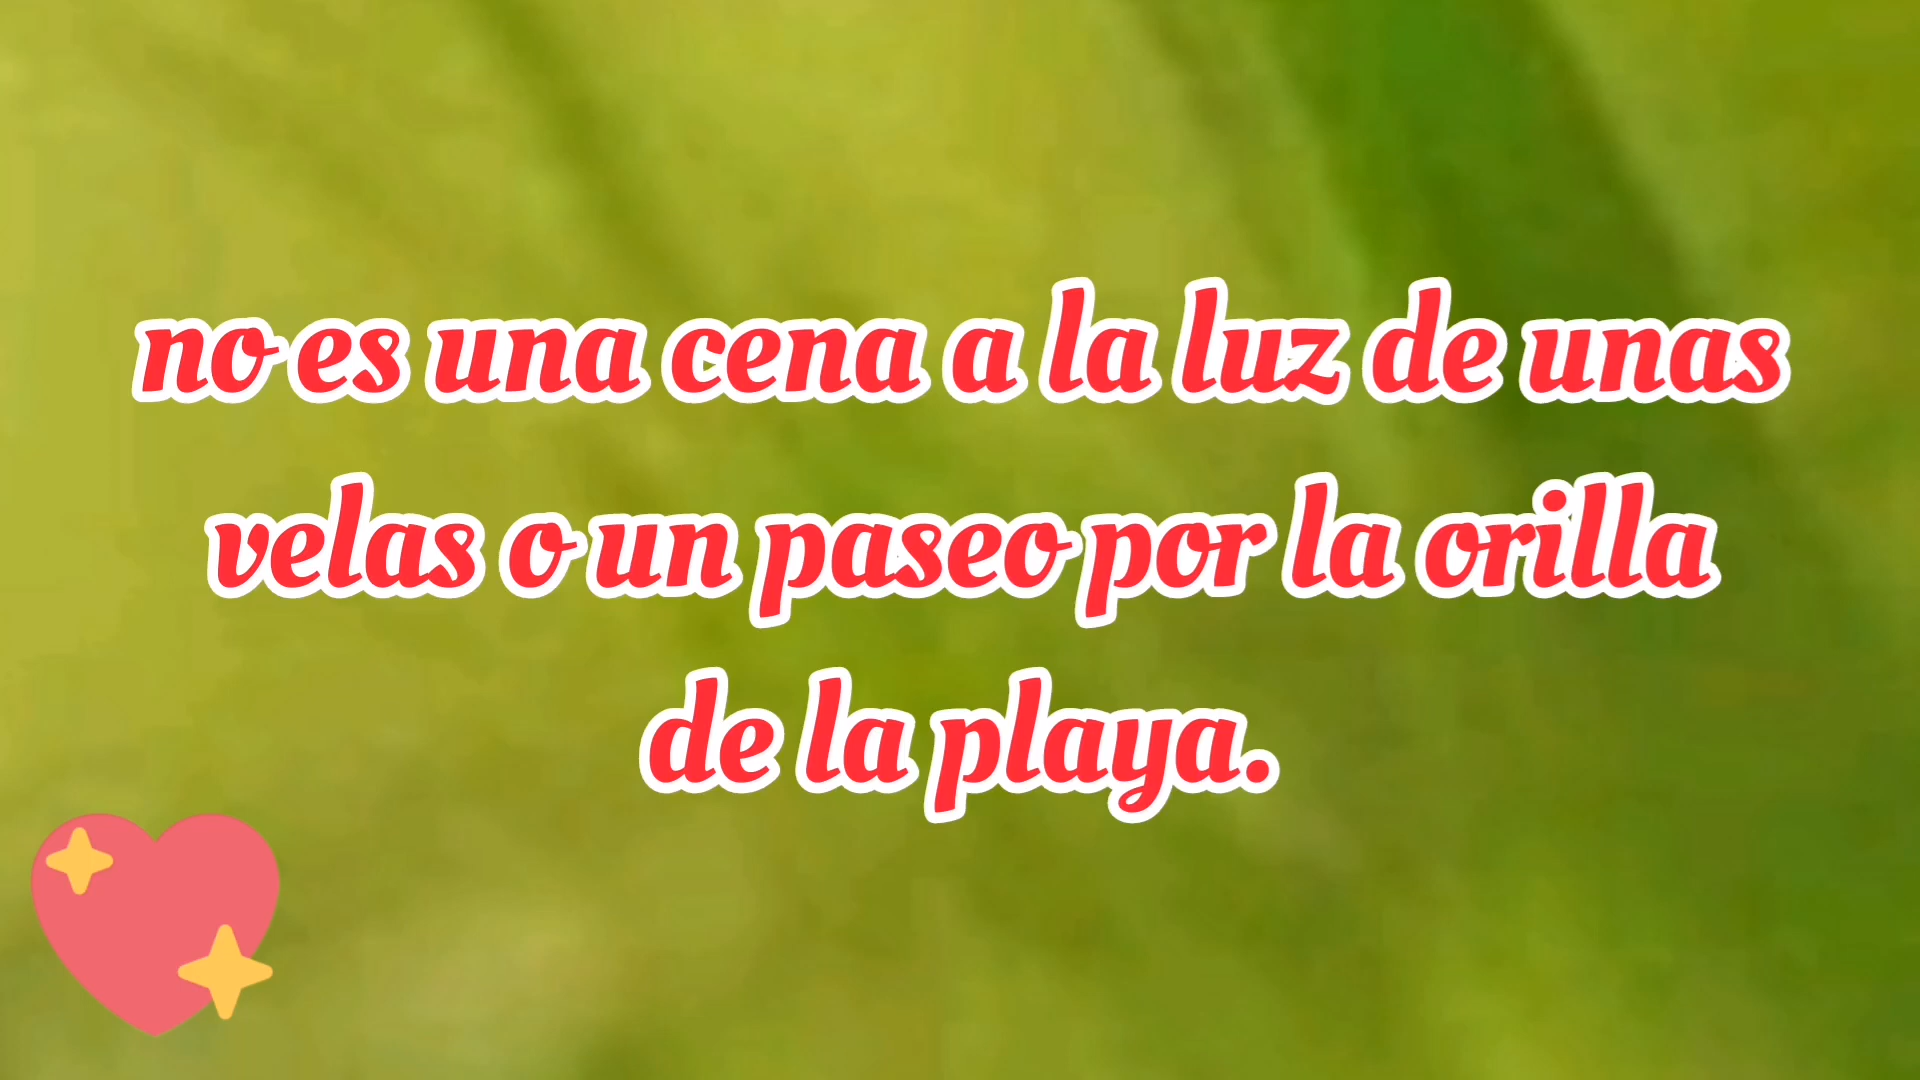 no es una cena a la luz de unas
velas o un paseo por la orilla
de la playa.